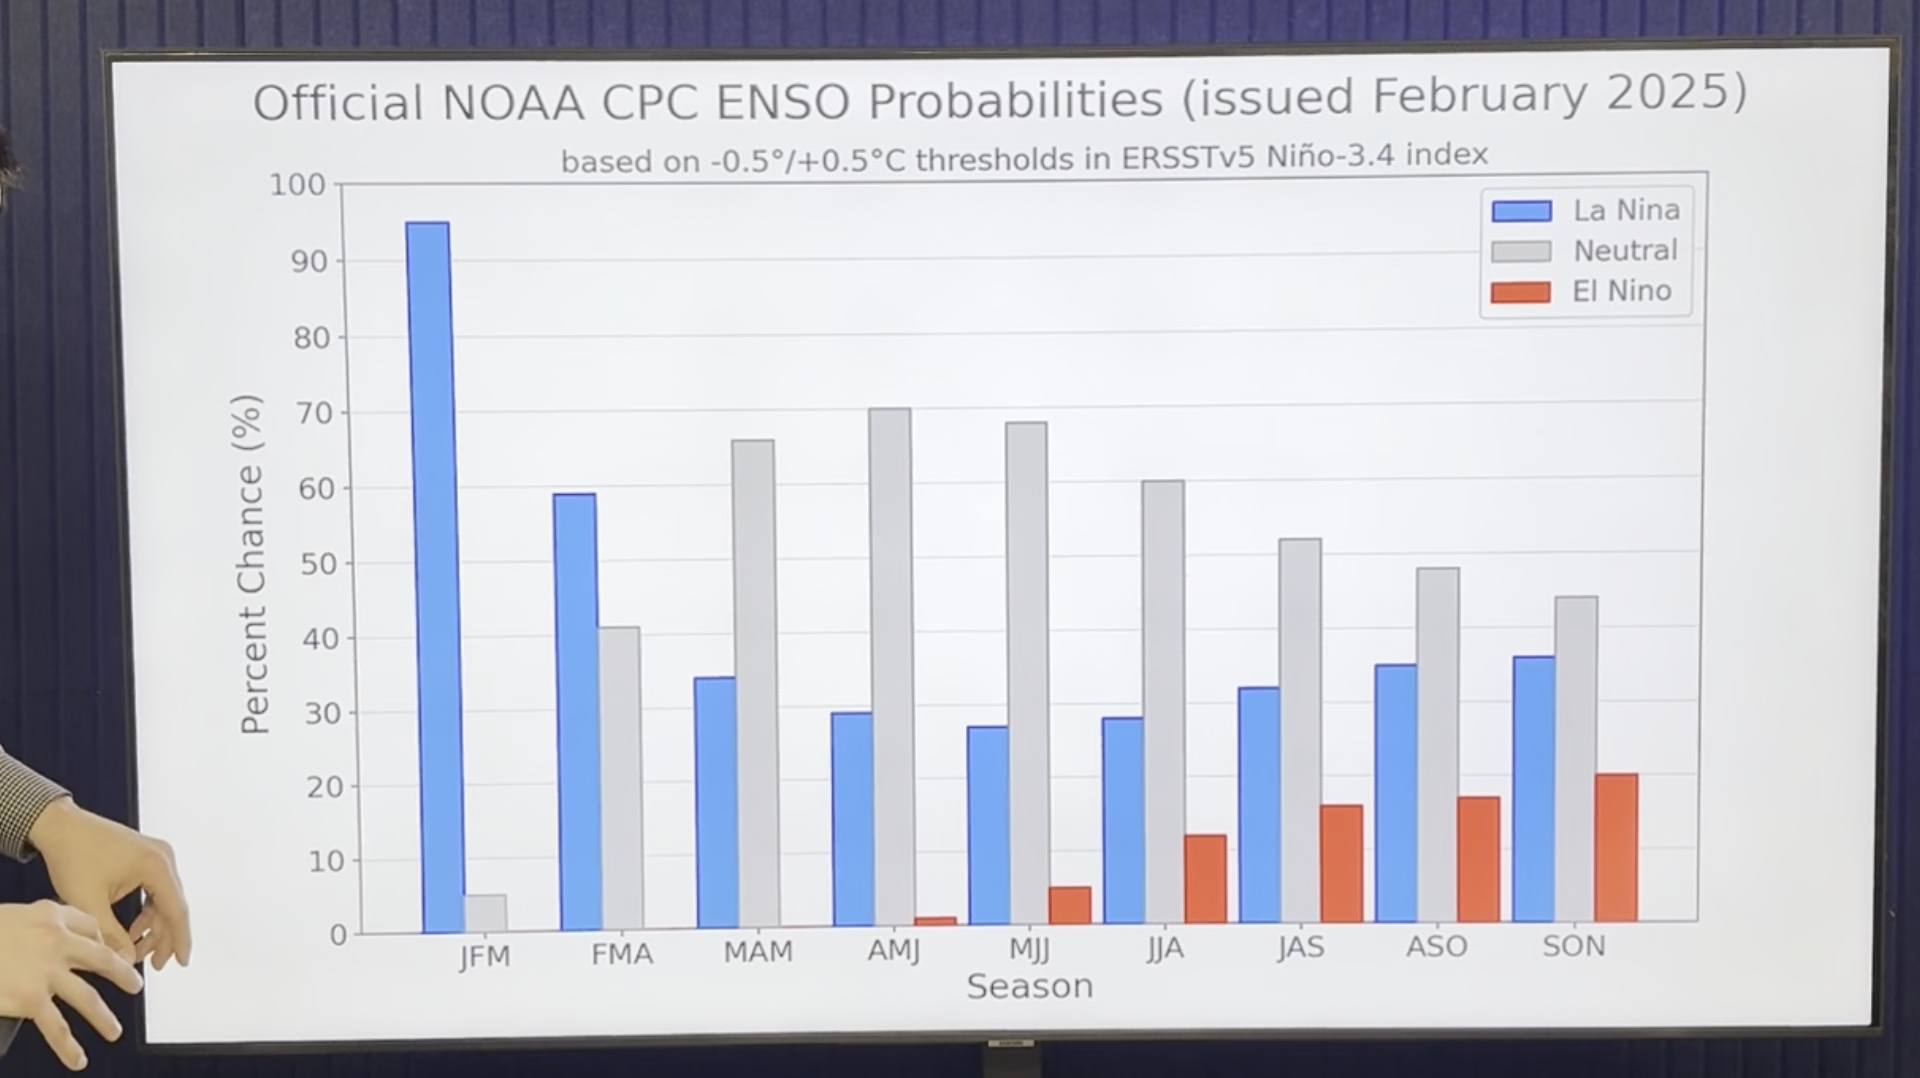 Official NOAA CPC ENSO Probabilities (issued February 2025)
based on -0.5°/+0.5°C thresholds in ERSSTv5 Niño-3.4 index
La Nina
Neutral
El Nino
Percent Chance (%)
100
90
80
70
60
50
40
30
20
10
0
JFM FMA MAM AMJ MJJ JJA JAS ASO SON
Season